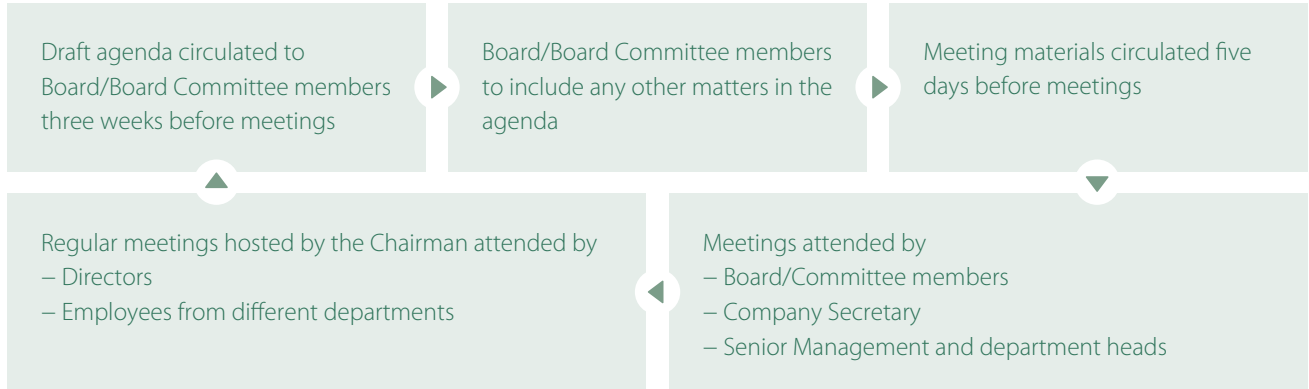 Draft agenda circulated to
Board/Board Committee members
three weeks before meetings
Board/Board Committee members
to include any other matters in the
agenda
Meeting materials circulated five
days before meetings
Regular meetings hosted by the Chairman attended by
– Directors
– Employees from different departments
Meetings attended by
– Board/Committee members
– Company Secretary
– Senior Management and department heads